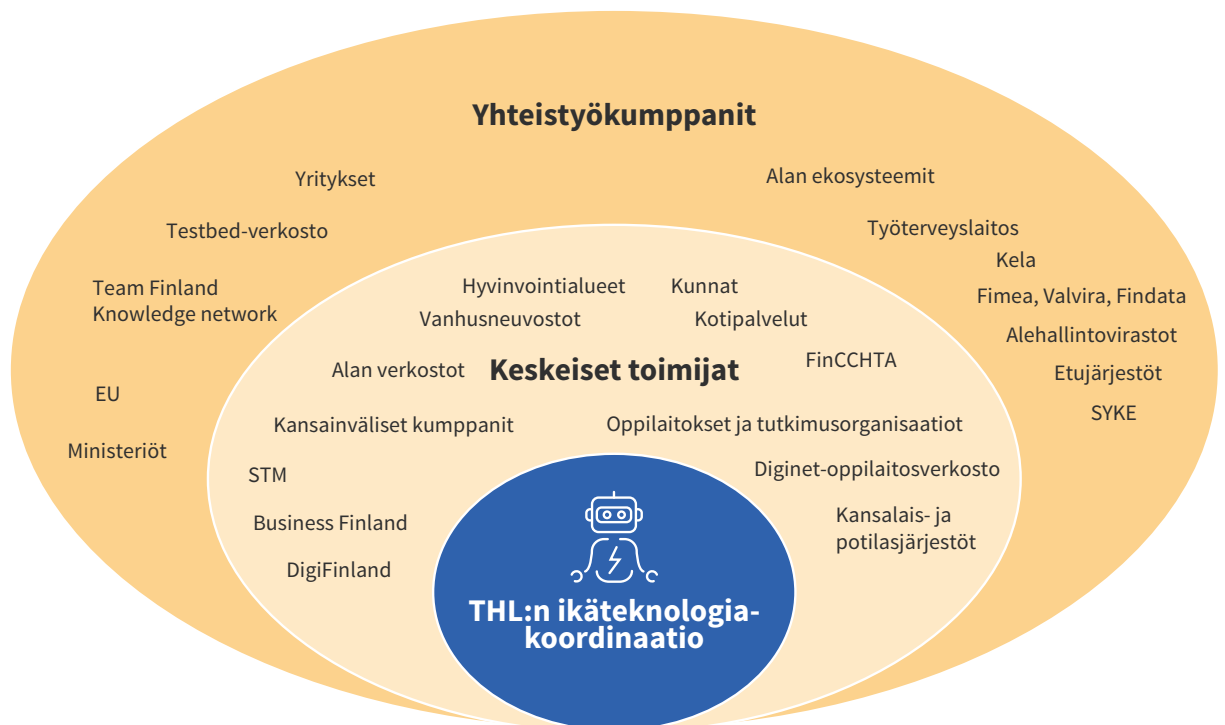 Yhteistyökumppanit
Yritykset
Alan ekosysteemit
Testbed-verkosto
Työterveyslaitos
Kela
Team Finland
Knowledge network
Fimea, Valvira, Findata
Alehallintovirastot
EU
Etujärjestöt
SYKE
Ministeriöt
Hyvinvointialueet
Kunnat
Vanhusneuvostot
Kotipalvelut
Alan verkostot
Keskeiset toimijat
FinCCHTA
Kansainväliset kumppanit
Oppilaitokset ja tutkimusorganisaatiot
STM
Diginet-oppilaitosverkosto
Business Finland
Kansalais- ja
potilasjärjestöt
DigiFinland
THL:n ikäteknologia-
koordinaatio